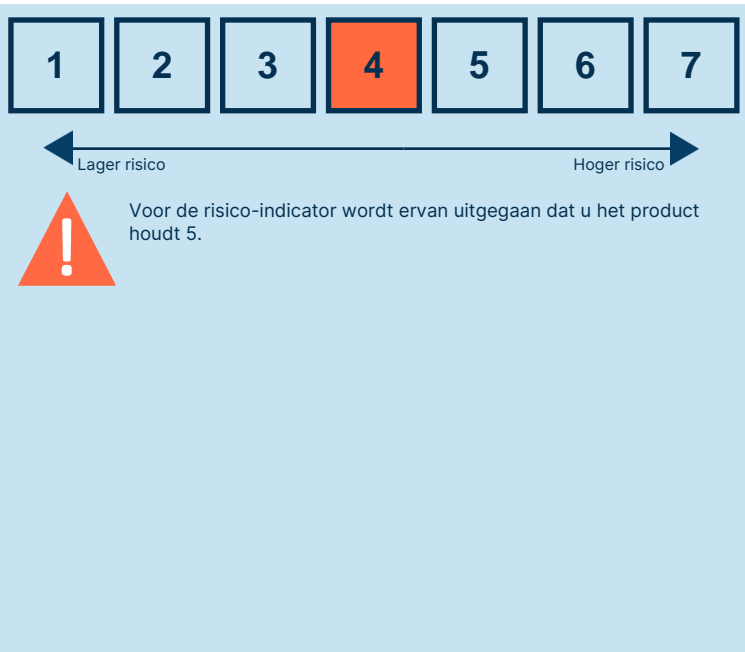 1 2 3 4 5 6 7
Lager risico Hoger risico
Voor de risico-indicator wordt ervan uitgegaan dat u het product
houdt 5.